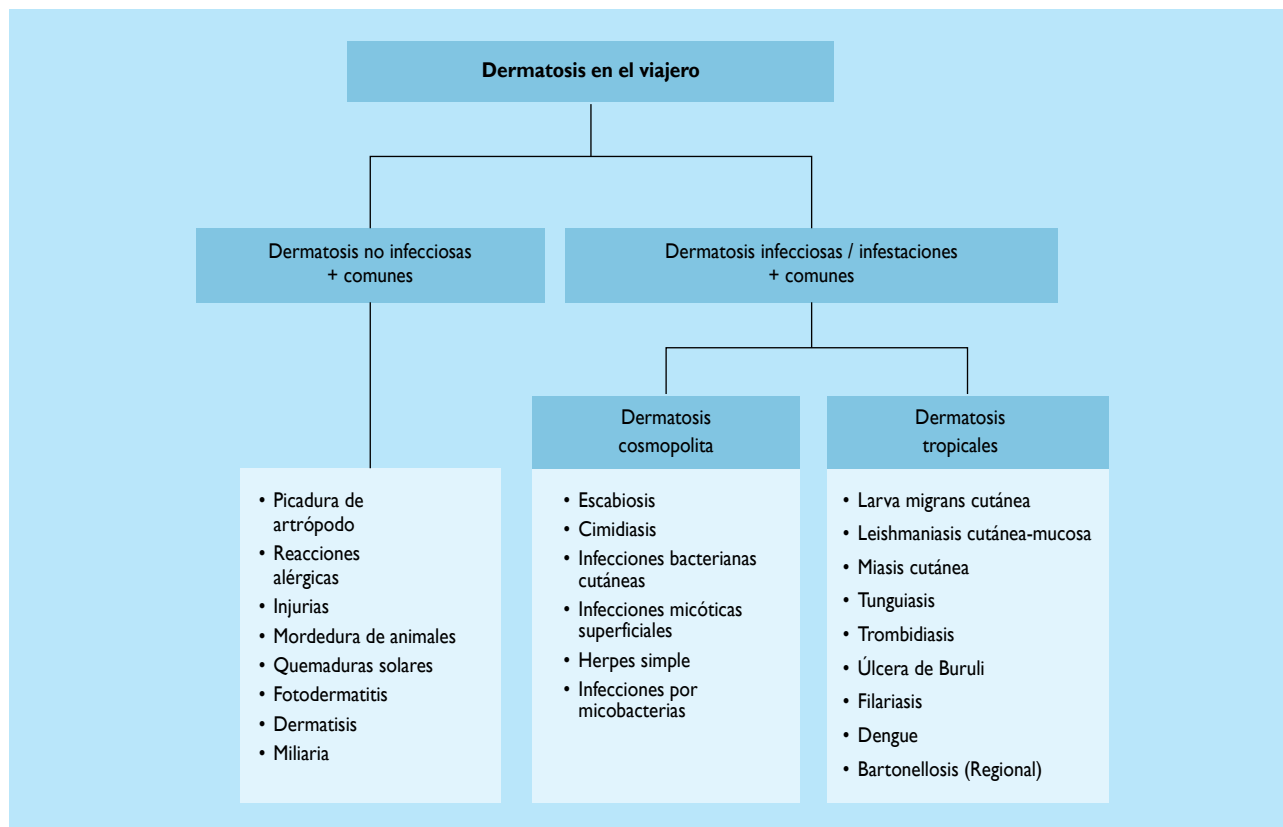 Dermatosis en el viajero
Dermatosis no infecciosas
+ comunes
Dermatosis infecciosas / infestaciones
+ comunes
• Picadura de
artrópodo
• Reacciones
alérgicas
• Injurias
• Mordedura de animales
• Quemaduras solares
• Fotodermatitis
• Dermatisis
• Miliaria
Dermatosis
cosmopolita
• Escabiosis
• Cimidiasis
• Infecciones bacterianas
cutáneas
• Infecciones micóticas
superficiales
• Herpes simple
• Infecciones por
micobacterias
Dermatosis
tropicales
• Larva migrans cutánea
• Leishmaniasis cutánea-mucosa
• Miasis cutánea
• Tunguiasis
• Trombidiasis
• Úlcera de Buruli
• Filariasis
• Dengue
• Bartonellosis (Regional)